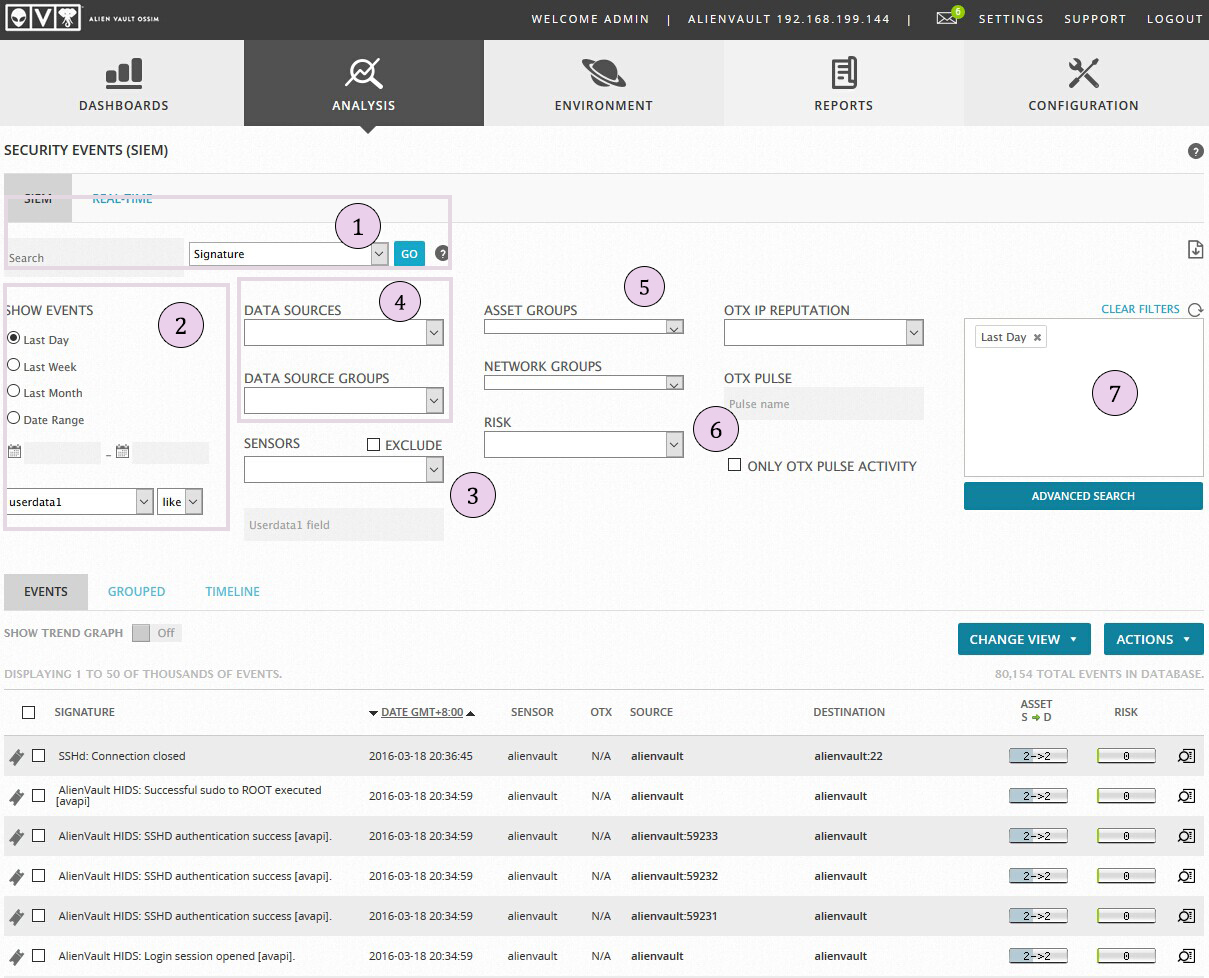 ALIEN VAULT OSSIM
WELCOME ADMIN | ALIENVAULT 192.168.199.144 | 6 SETTINGS SUPPORT LOGOUT
DASHBOARDS ANALYSIS ENVIRONMENT REPORTS CONFIGURATION
SECURITY EVENTS (SIEM) ?
SIEM REAL-TIME
1
Search Signature GO ?
2
SHOW EVENTS
Last Day
Last Week
Last Month
Date Range
–
userdata1 like
4
DATA SOURCES
DATA SOURCE GROUPS
SENSORS EXCLUDE
3
Userdata1 field
5
ASSET GROUPS
NETWORK GROUPS
RISK
6
OTX IP REPUTATION
OTX PULSE
Pulse name
ONLY OTX PULSE ACTIVITY
CLEAR FILTERS
Last Day ✖
7
ADVANCED SEARCH
EVENTS GROUPED TIMELINE
SHOW TREND GRAPH Off CHANGE VIEW ACTIONS
DISPLAYING 1 TO 50 OF THOUSANDS OF EVENTS. 80,154 TOTAL EVENTS IN DATABASE.
SIGNATURE DATE GMT+8:00 SENSOR OTX SOURCE DESTINATION ASSET S D RISK
SSHd: Connection closed 2016-03-18 20:36:45 alienvault N/A alienvault alienvault:22 2->2 0
AlienVault HIDS: Successful sudo to ROOT executed
[avapi] 2016-03-18 20:34:59 alienvault N/A alienvault alienvault 2->2 0
AlienVault HIDS: SSHD authentication success [avapi]. 2016-03-18 20:34:59 alienvault N/A alienvault:59233 alienvault 2->2 0
AlienVault HIDS: SSHD authentication success [avapi]. 2016-03-18 20:34:59 alienvault N/A alienvault:59232 alienvault 2->2 0
AlienVault HIDS: SSHD authentication success [avapi]. 2016-03-18 20:34:59 alienvault N/A alienvault:59231 alienvault 2->2 0
AlienVault HIDS: Login session opened [avapi]. 2016-03-18 20:34:59 alienvault N/A alienvault alienvault 2->2 0